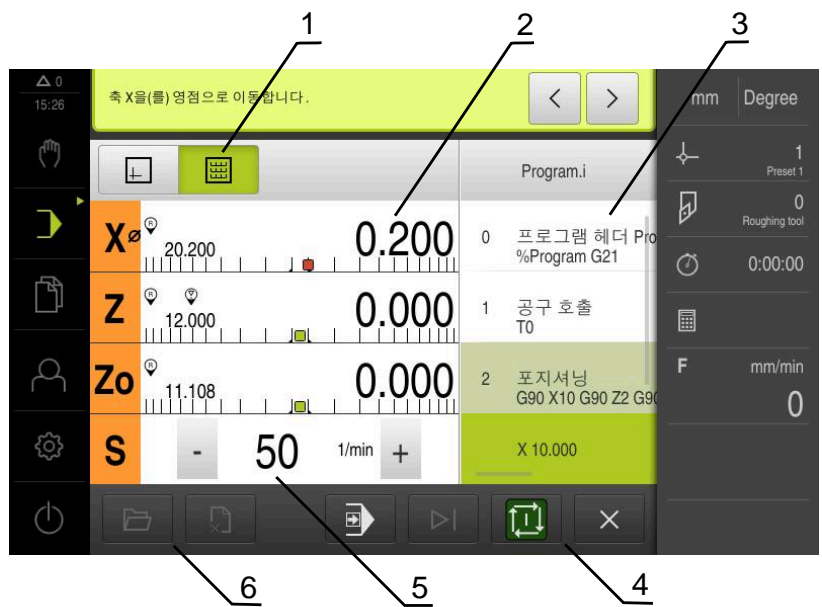 1
2
3
0
15:26
축 X을(를) 영점으로 이동합니다.
mm
Degree
Program.i
1
Preset 1
X⌀
R
20.200
0.200
0 프로그램 헤더 Pro
%Program G21
0
Roughing tool
0:00:00
Z
R
12.000
0.000
1 공구 호출
T0
Zo
R
11.108
0.000
2 포지셔닝
G90 X10 G90 Z2 G90
F
mm/min
0
S
-
50
1/min
+
X 10.000
6
5
4